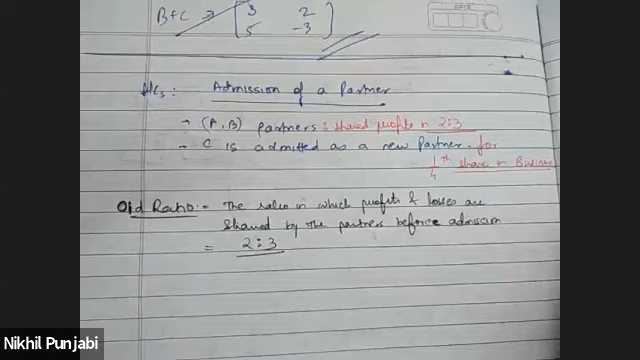 B+C ⇒ [3 2
5 -3]
DATE
A/cs: Admission of a Partner
→ (A, B) partners : shared profits in 2:3
→ C is admitted as a new Partner for
1/4th share in Business
Old Ratio:- The ratio in which profits & losses are
shared by the partners before admission
= 2:3
Nikhil Punjabi